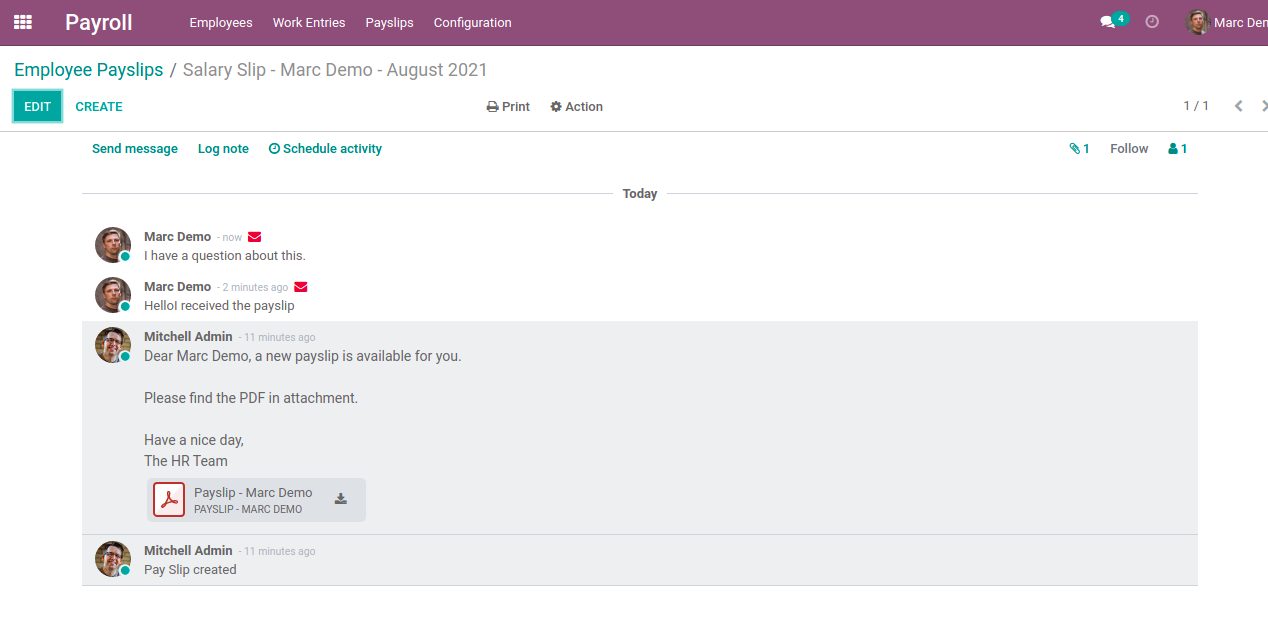 Payroll Employees Work Entries Payslips Configuration 4 Marc Dem
Employee Payslips / Salary Slip - Marc Demo - August 2021
EDIT CREATE Print Action 1 / 1
Send message Log note Schedule activity 1 Follow 1
Today
Marc Demo - now
I have a question about this.
Marc Demo - 2 minutes ago
HelloI received the payslip
Mitchell Admin - 11 minutes ago
Dear Marc Demo, a new payslip is available for you.
Please find the PDF in attachment.
Have a nice day,
The HR Team
Payslip - Marc Demo
PAYSLIP - MARC DEMO
Mitchell Admin - 11 minutes ago
Pay Slip created